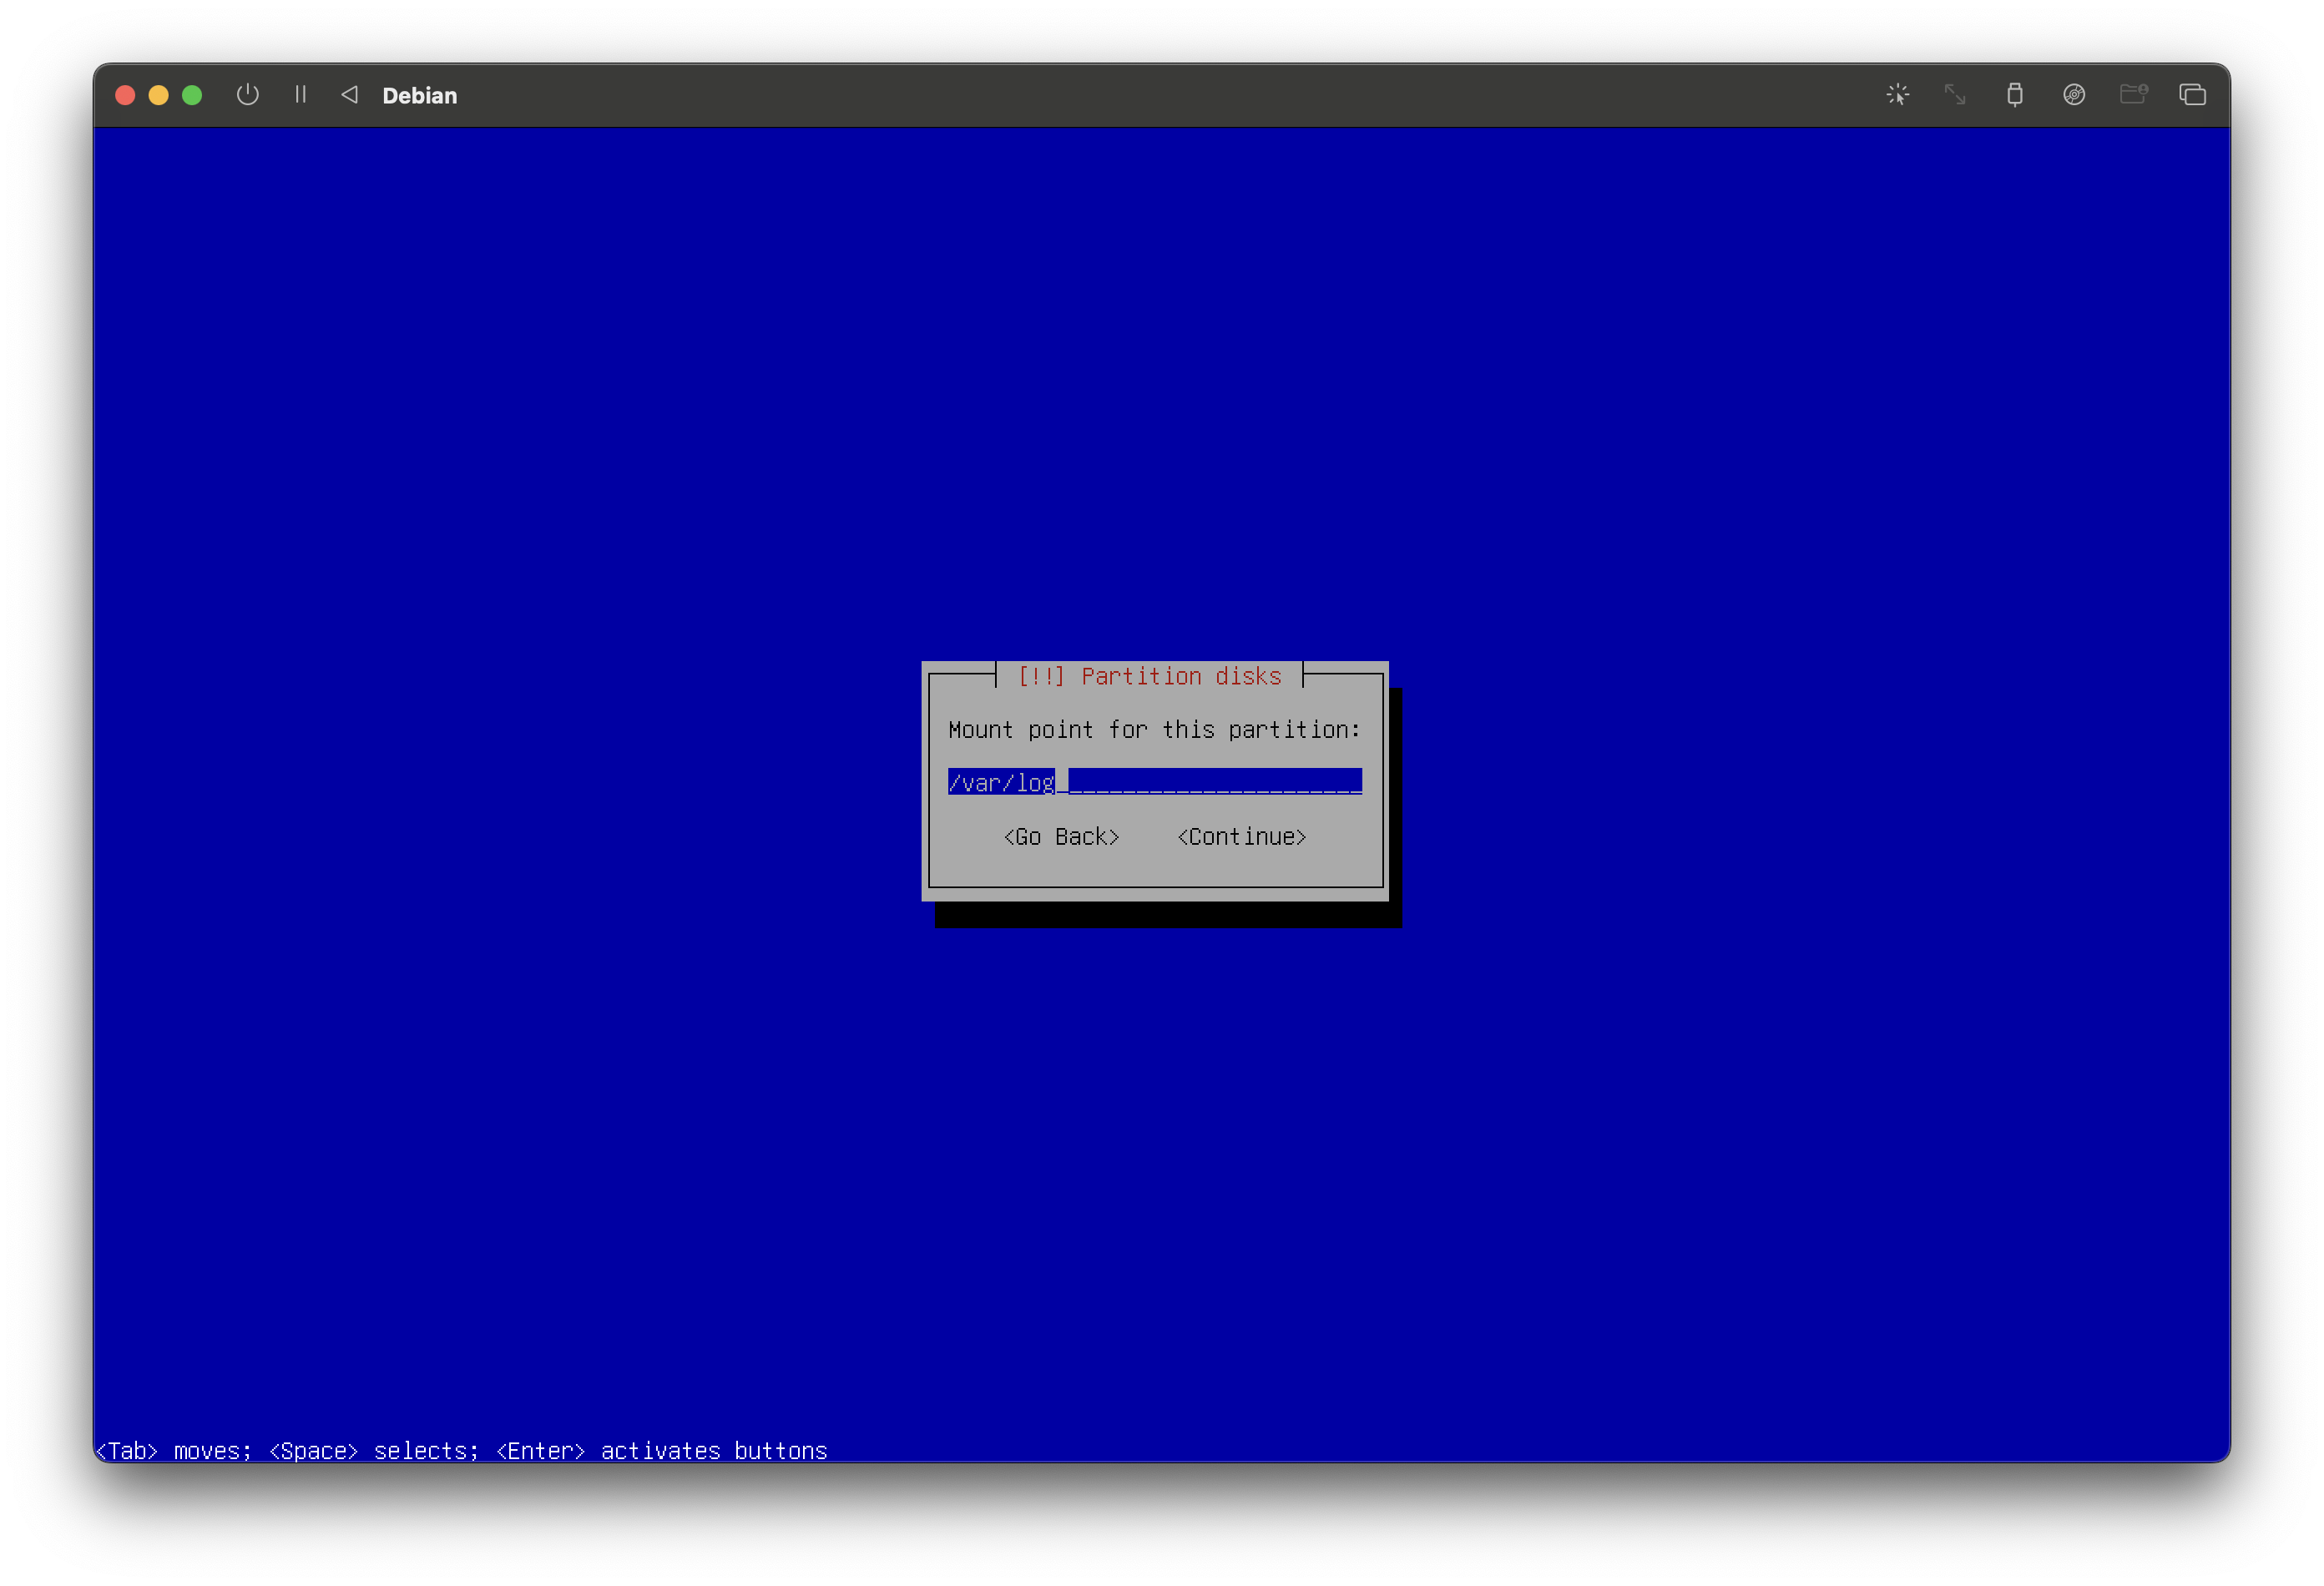 Debian
[!!] Partition disks
Mount point for this partition:
/var/log
<Go Back> <Continue>
<Tab> moves; <Space> selects; <Enter> activates buttons